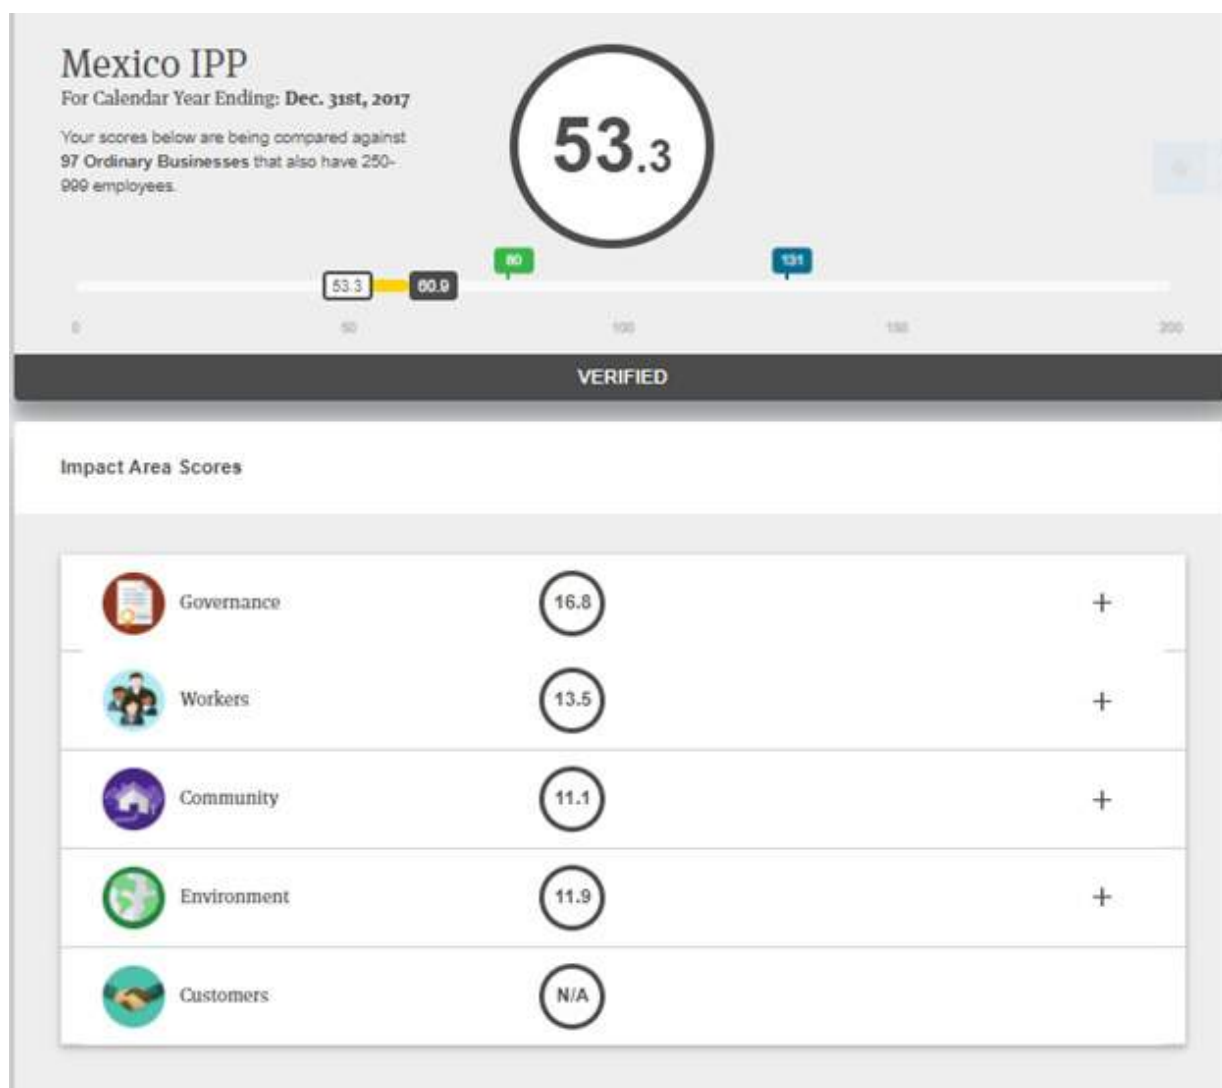 Mexico IPP
For Calendar Year Ending: Dec. 31st, 2017
Your scores below are being compared against
97 Ordinary Businesses that also have 250-
999 employees.
53.3
80
131
53.3
60.9
0
50
100
150
200
VERIFIED
Impact Area Scores
Governance
16.8
+
Workers
13.5
+
Community
11.1
+
Environment
11.9
+
Customers
N/A